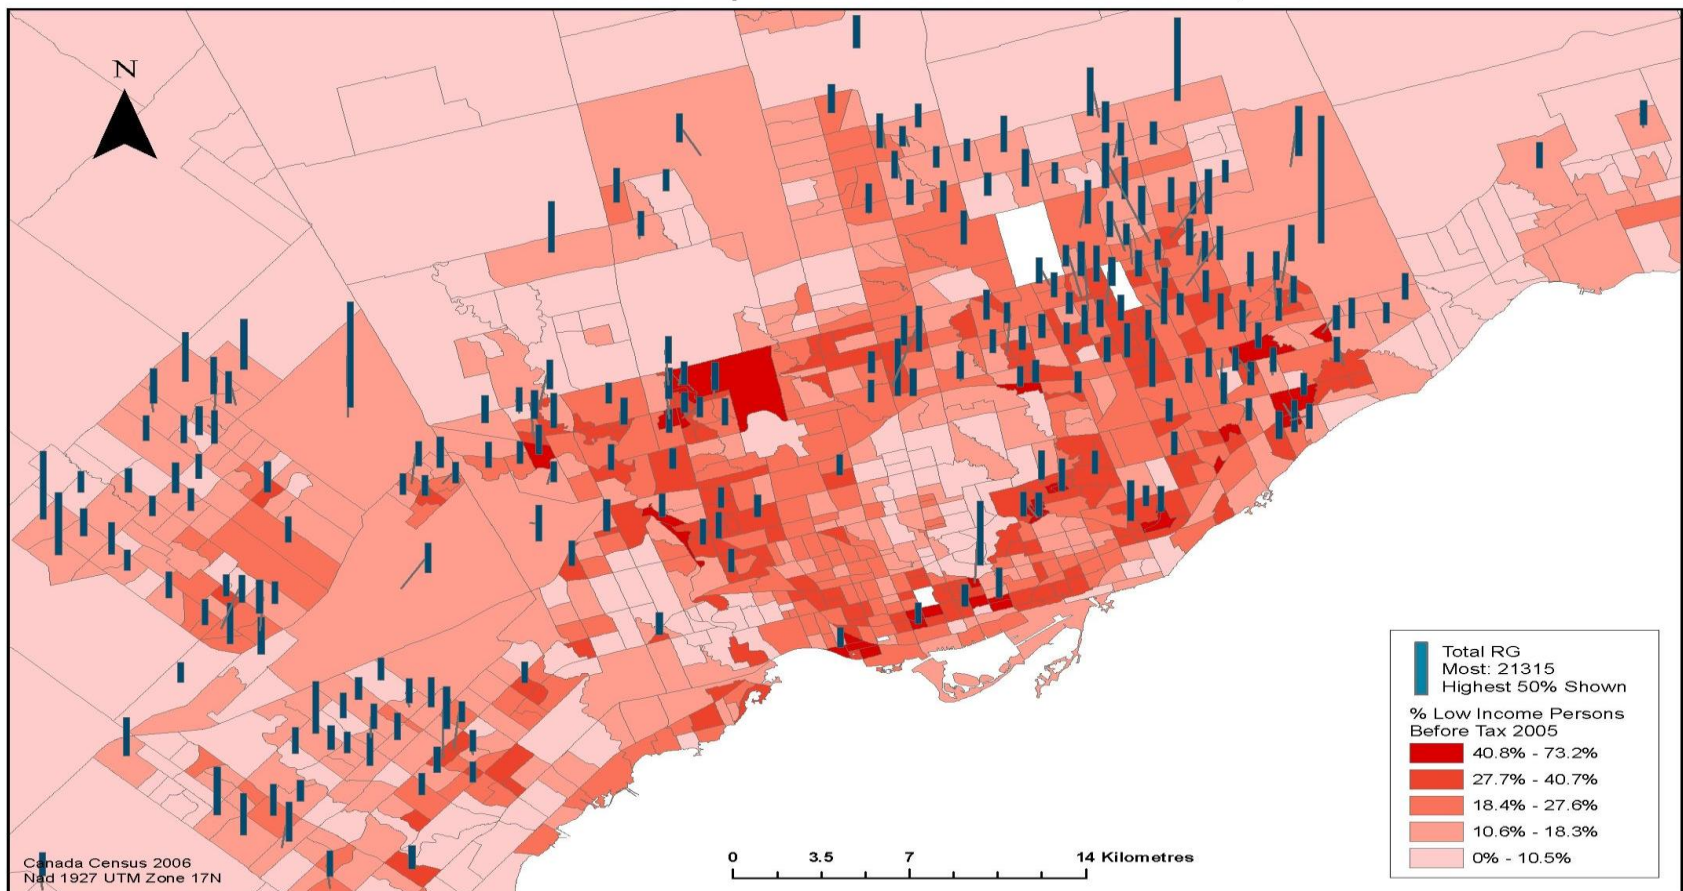 N
Total RG
Most: 21315
Highest 50% Shown
% Low Income Persons
Before Tax 2005
40.8% - 73.2%
27.7% - 40.7%
18.4% - 27.6%
10.6% - 18.3%
0% - 10.5%
Canada Census 2006
Nad 1927 UTM Zone 17N
0 3.5 7 14 Kilometres